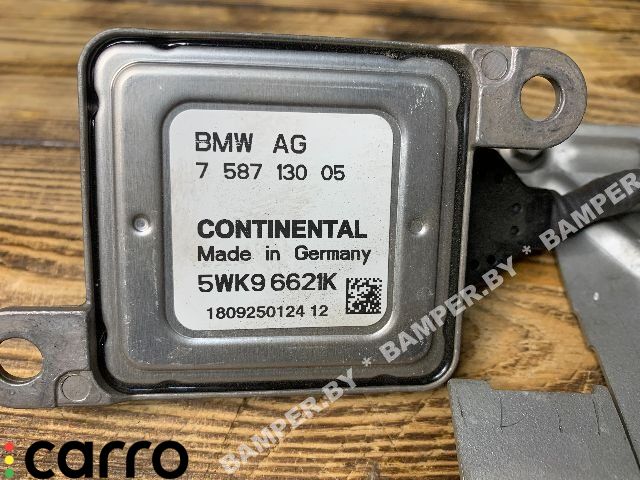 BMW AG
7 587 130 05
CONTINENTAL
Made in Germany
5WK9 6621K
1809250124 12
BAMPER.BY * BAMPER.BY * BAMPER.BY
carro